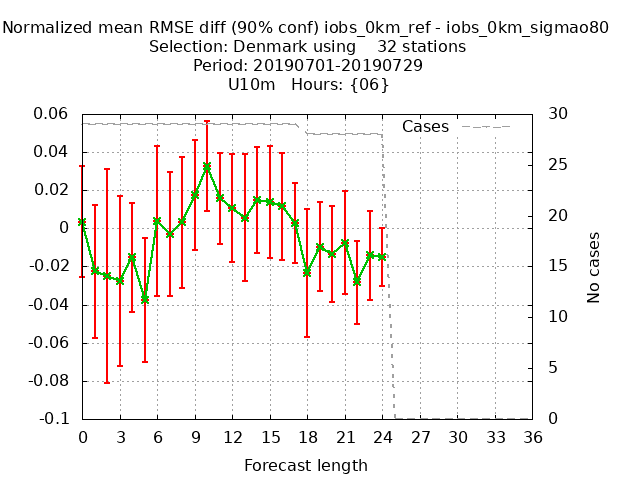 Normalized mean RMSE diff (90% conf) iobs_0km_ref - iobs_0km_sigmao80
Selection: Denmark using    32 stations
Period: 20190701-20190729
U10m   Hours: {06}
Cases
0.06
0.04
0.02
0
-0.02
-0.04
-0.06
-0.08
-0.1
30
25
20
15
10
5
0
No cases
0 3 6 9 12 15 18 21 24 27 30 33 36
Forecast length